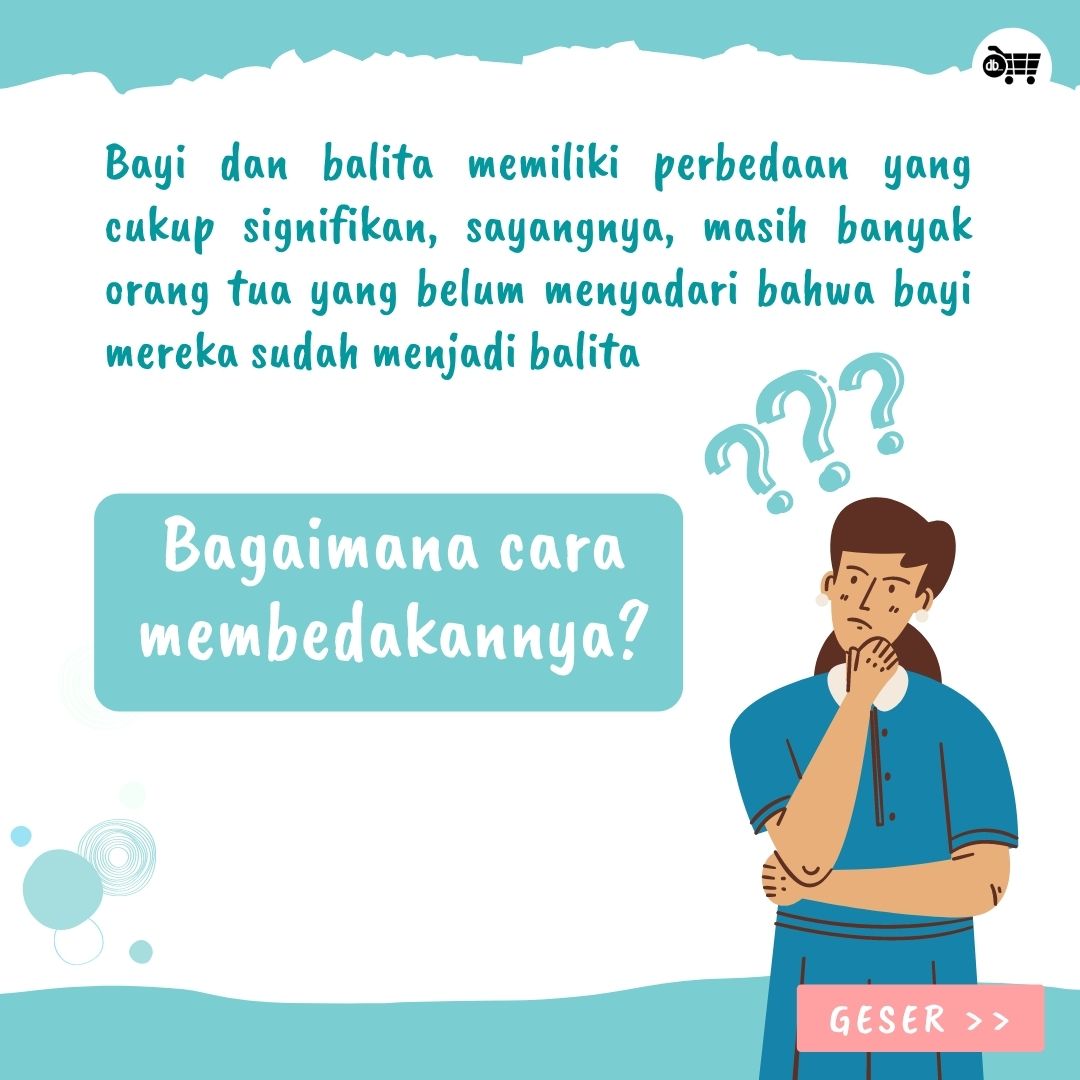 db_
Bayi dan balita memiliki perbedaan yang
cukup signifikan, sayangnya, masih banyak
orang tua yang belum menyadari bahwa bayi
mereka sudah menjadi balita
Bagaimana cara
membedakannya?
GESER >>